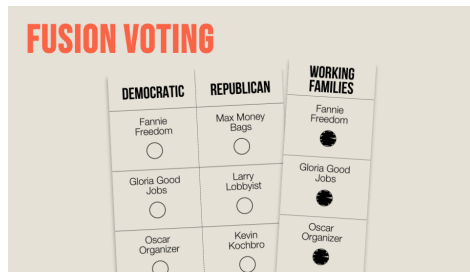 FUSION VOTING
DEMOCRATIC
REPUBLICAN
WORKING
FAMILIES
Fannie
Freedom
Max Money
Bags
Fannie
Freedom
Gloria Good
Jobs
Larry
Lobbyist
Gloria Good
Jobs
Oscar
Organizer
Kevin
Kochbro
Oscar
Organizer